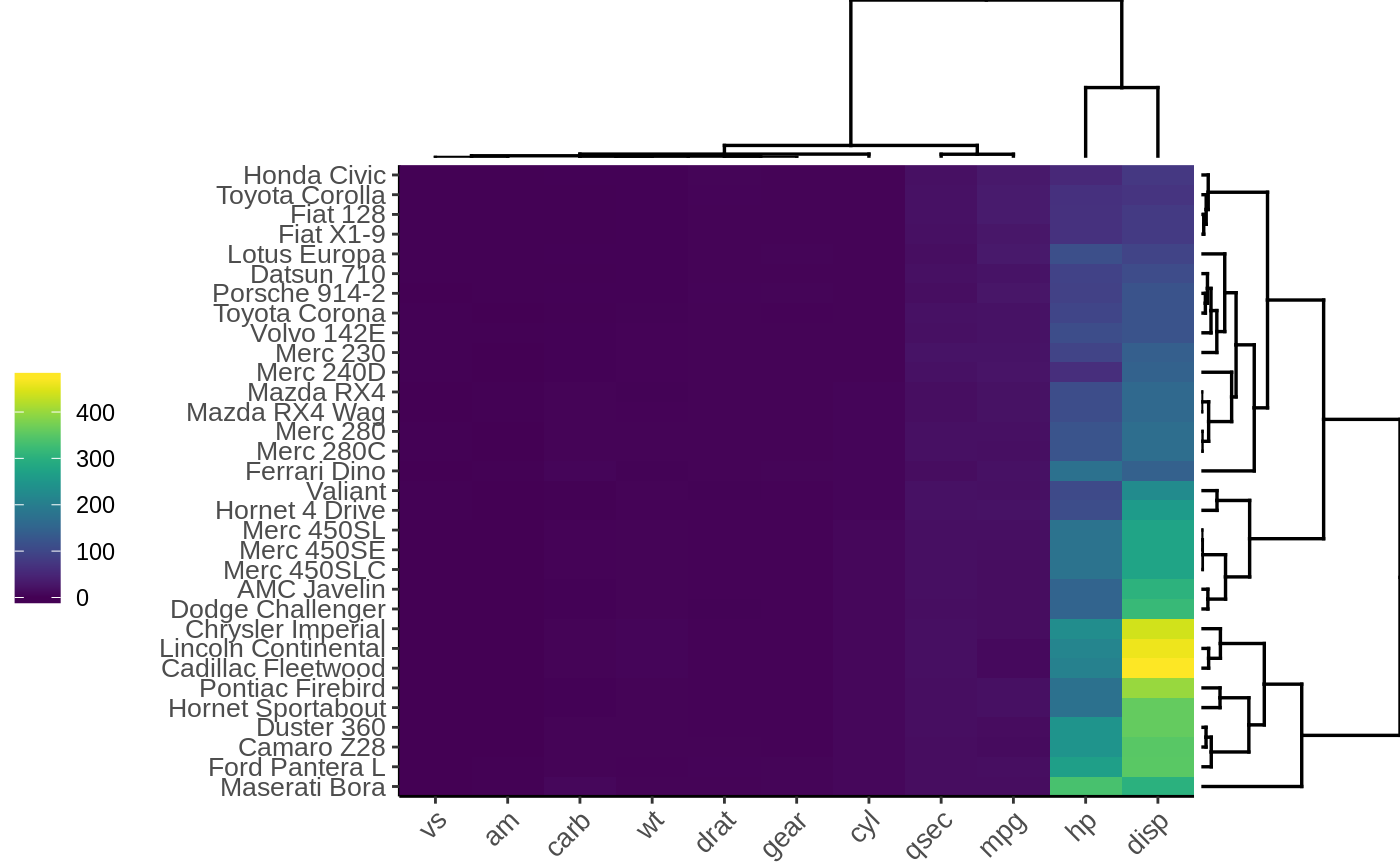 Honda Civic
Toyota Corolla
Fiat 128
Fiat X1-9
Lotus Europa
Datsun 710
Porsche 914-2
Toyota Corona
Volvo 142E
Merc 230
Merc 240D
Mazda RX4
Mazda RX4 Wag
Merc 280
Merc 280C
Ferrari Dino
Valiant
Hornet 4 Drive
Merc 450SL
Merc 450SE
Merc 450SLC
AMC Javelin
Dodge Challenger
Chrysler Imperial
Lincoln Continental
Cadillac Fleetwood
Pontiac Firebird
Hornet Sportabout
Duster 360
Camaro Z28
Ford Pantera L
Maserati Bora
400
300
200
100
0
vs
am
carb
wt
drat
gear
cyl
qsec
mpg
hp
disp